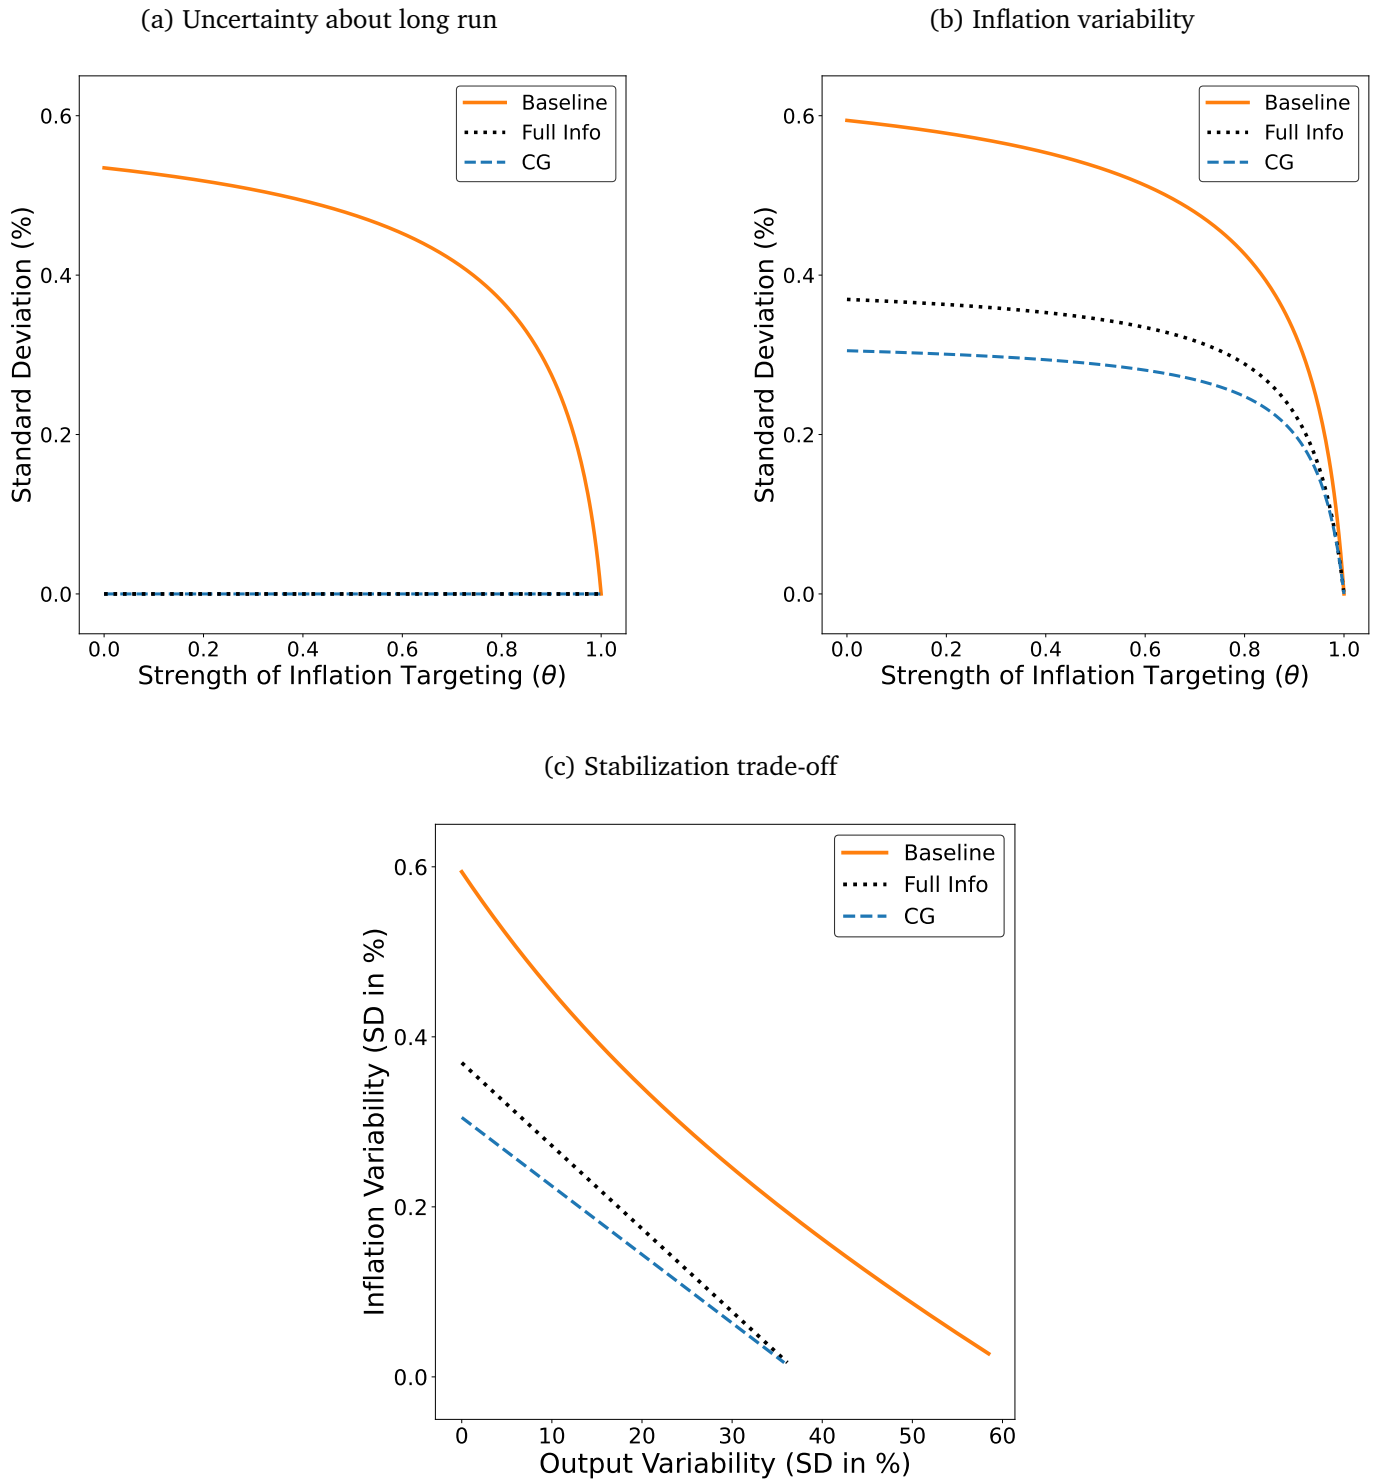 (a) Uncertainty about long run
Standard Deviation (%)
0.6
0.4
0.2
0.0
Baseline
Full Info
CG
0.0 0.2 0.4 0.6 0.8 1.0
Strength of Inflation Targeting (θ)
(b) Inflation variability
Standard Deviation (%)
0.6
0.4
0.2
0.0
Baseline
Full Info
CG
0.0 0.2 0.4 0.6 0.8 1.0
Strength of Inflation Targeting (θ)
(c) Stabilization trade-off
Inflation Variability (SD in %)
0.6
0.4
0.2
0.0
Baseline
Full Info
CG
0 10 20 30 40 50 60
Output Variability (SD in %)